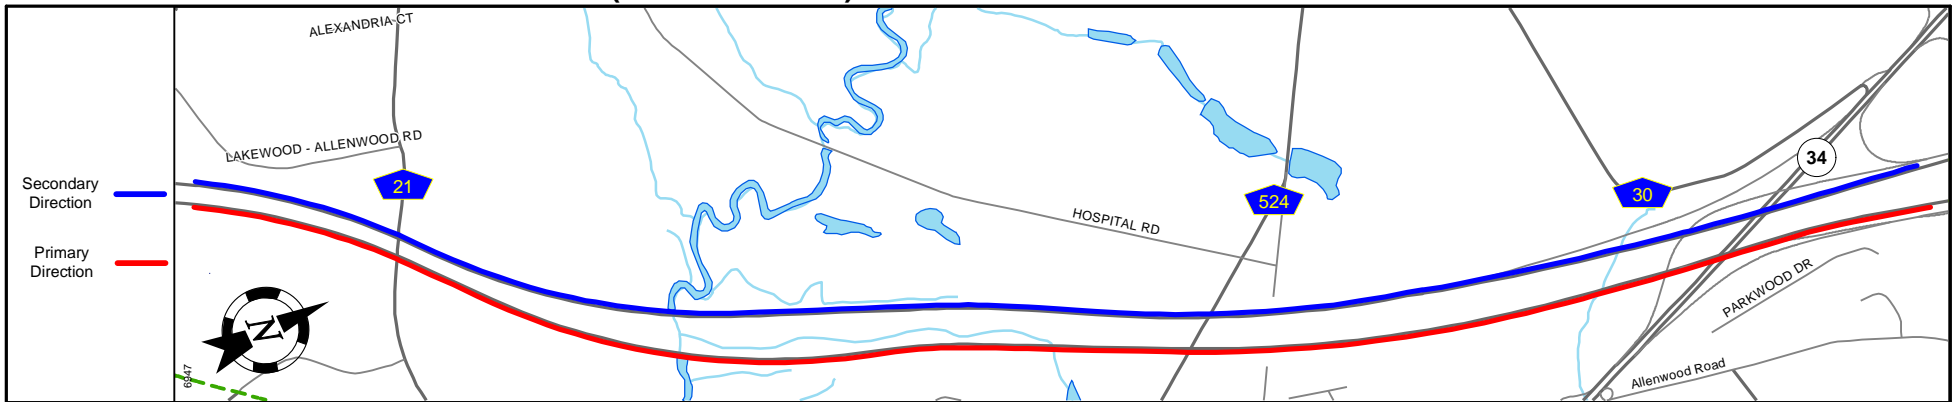 ALEXANDRIA CT
LAKEWOOD - ALLENWOOD RD
21
Secondary
Direction
Primary
Direction
HOSPITAL RD
524
30
34
PARKWOOD DR
Allenwood Road
N
6947